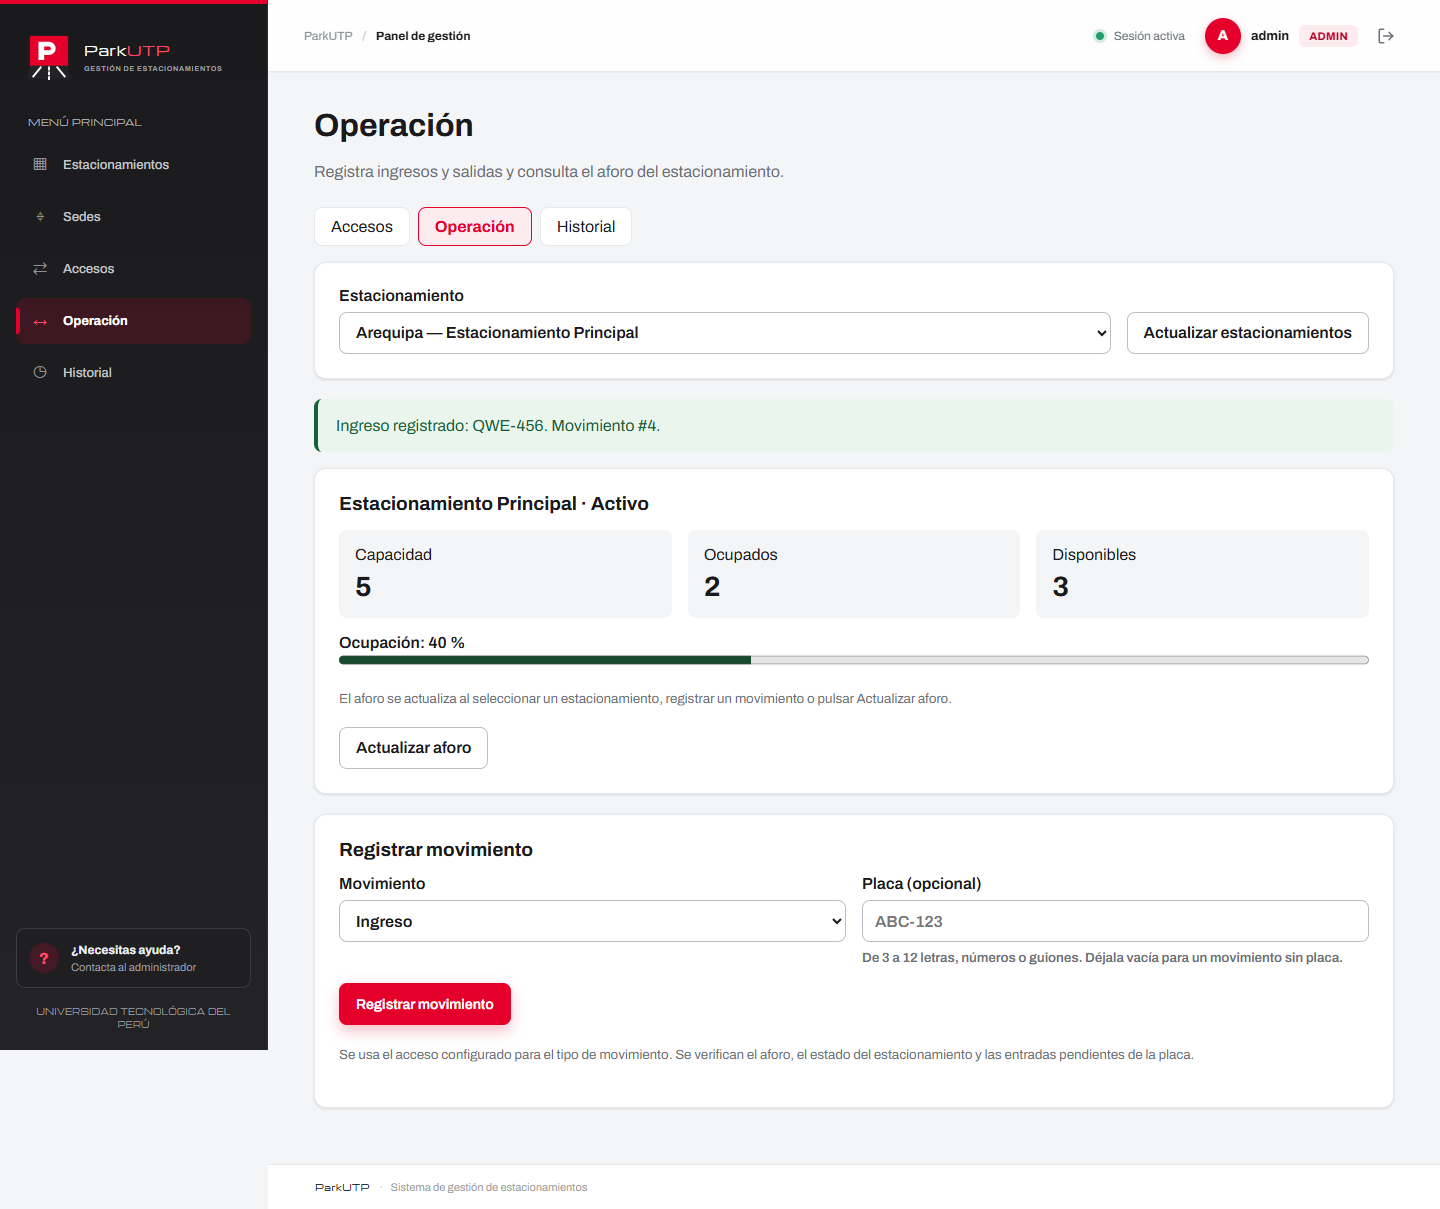 ParkUTP
GESTIÓN DE ESTACIONAMIENTOS
MENÚ PRINCIPAL
Estacionamientos
Sedes
Accesos
Operación
Historial
?
¿Necesitas ayuda?
Contacta al administrador
UNIVERSIDAD TECNOLÓGICA DEL
PERÚ
ParkUTP / Panel de gestión
Sesión activa
A
admin
ADMIN
Operación
Registra ingresos y salidas y consulta el aforo del estacionamiento.
Accesos
Operación
Historial
Estacionamiento
Arequipa — Estacionamiento Principal
Actualizar estacionamientos
Ingreso registrado: QWE-456. Movimiento #4.
Estacionamiento Principal · Activo
Capacidad
5
Ocupados
2
Disponibles
3
Ocupación: 40 %
El aforo se actualiza al seleccionar un estacionamiento, registrar un movimiento o pulsar Actualizar aforo.
Actualizar aforo
Registrar movimiento
Movimiento
Ingreso
Placa (opcional)
ABC-123
De 3 a 12 letras, números o guiones. Déjala vacía para un movimiento sin placa.
Registrar movimiento
Se usa el acceso configurado para el tipo de movimiento. Se verifican el aforo, el estado del estacionamiento y las entradas pendientes de la placa.
ParkUTP · Sistema de gestión de estacionamientos